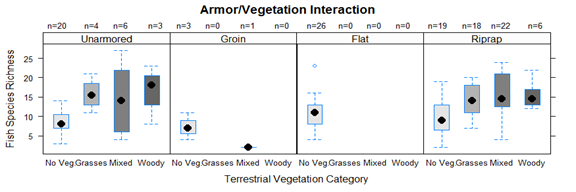 Armor/Vegetation Interaction
n=20 n=4 n=6 n=3 n=3 n=0 n=1 n=0 n=26 n=0 n=0 n=0 n=19 n=18 n=22 n=6
Unarmored Groin Flat Riprap
Fish Species Richness
25
20
15
10
5
No Veg. Grasses Mixed Woody No Veg. Grasses Mixed Woody No Veg. Grasses Mixed Woody No Veg. Grasses Mixed Woody
Terrestrial Vegetation Category